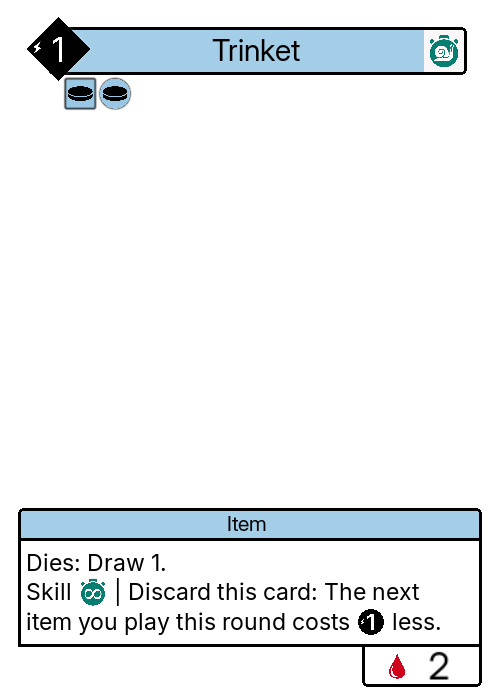 1 Trinket
Item
Dies: Draw 1.
Skill | Discard this card: The next
item you play this round costs 1 less.
2